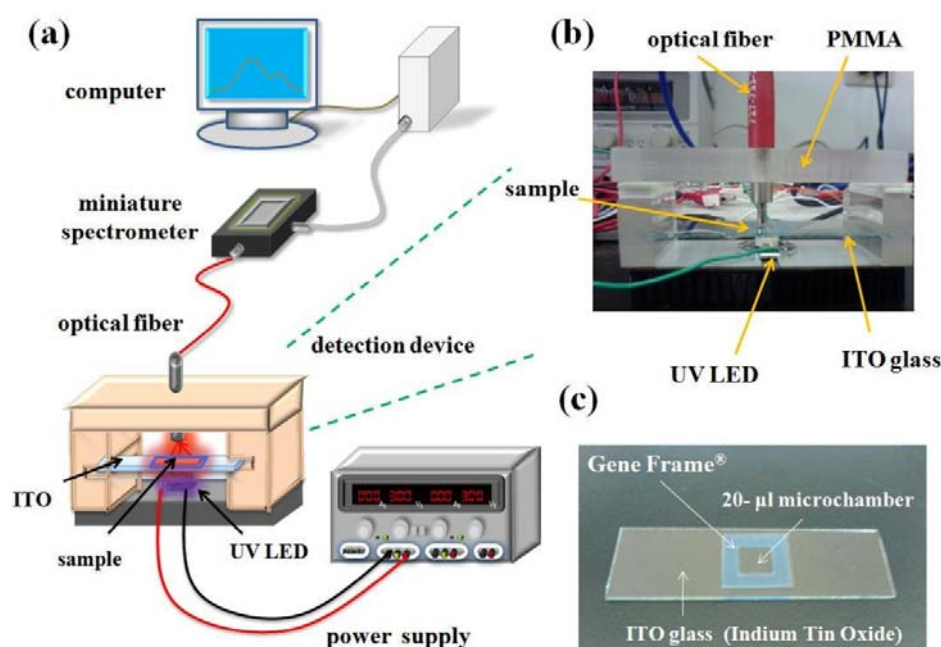 (a)
computer
miniature
spectrometer
optical fiber
detection device
ITO
sample
UV LED
power supply
(b)
optical fiber
PMMA
sample
UV LED
ITO glass
(c)
Gene Frame®
20- µl microchamber
ITO glass (Indium Tin Oxide)